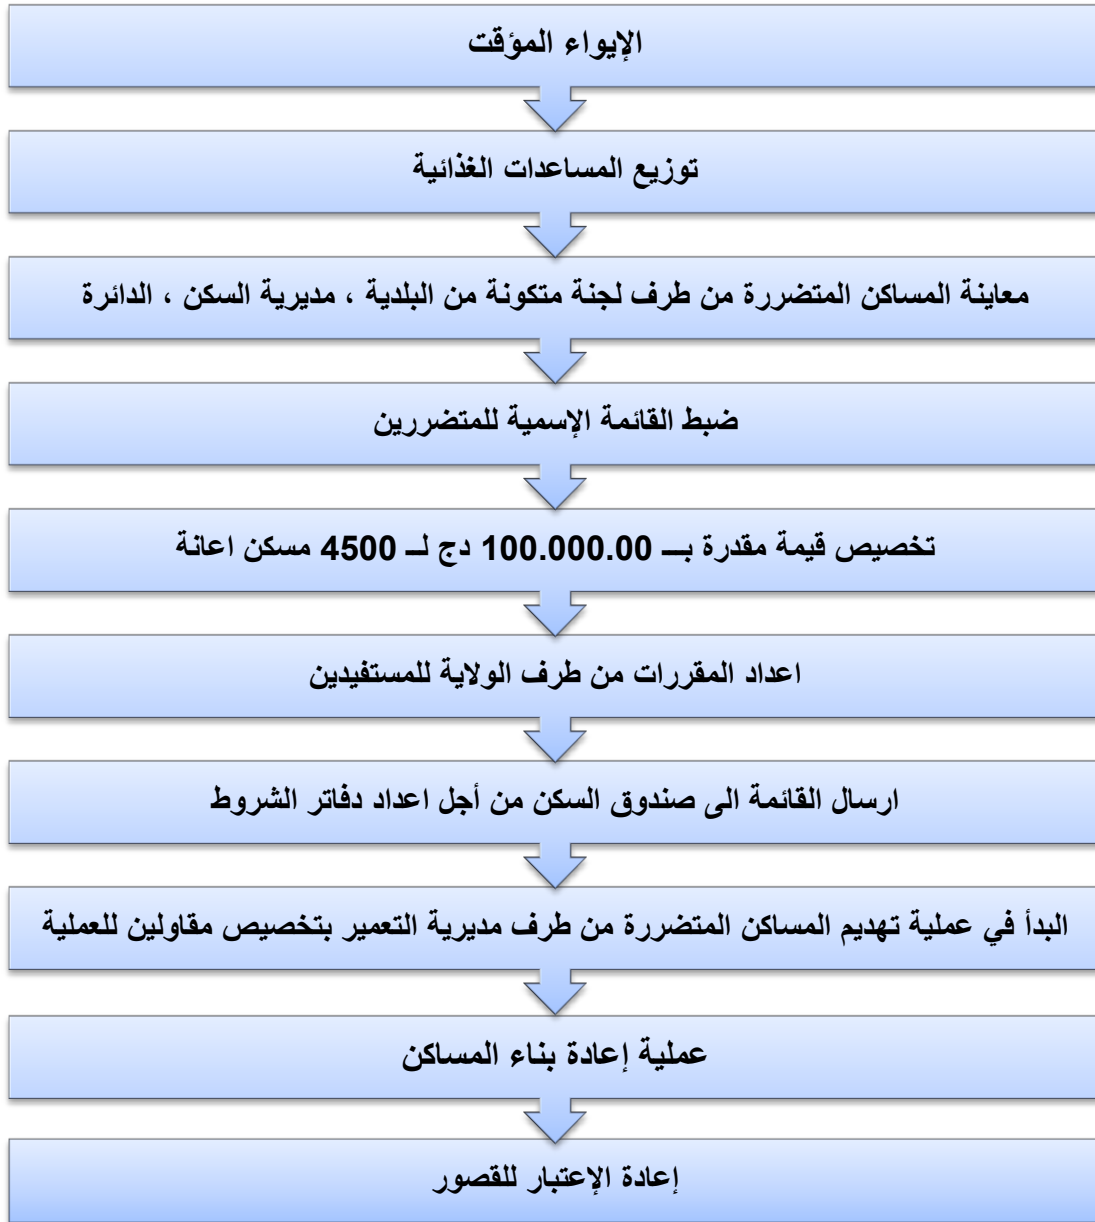 الإيواء المؤقت
توزيع المساعدات الغذائية
معاينة المساكن المتضررة من طرف لجنة متكونة من البلدية ، مديرية السكن ، الدائرة
ضبط القائمة الإسمية للمتضررين
تخصيص قيمة مقدرة بــ 100.000.00 دج لــ 4500 مسكن اعانة
اعداد المقررات من طرف الولاية للمستفيدين
ارسال القائمة الى صندوق السكن من أجل اعداد دفاتر الشروط
البدأ في عملية تهديم المساكن المتضررة من طرف مديرية التعمير بتخصيص مقاولين للعملية
عملية إعادة بناء المساكن
إعادة الإعتبار للقصور